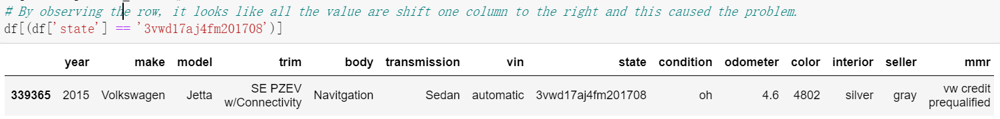 # By observing the row, it looks like all the value are shift one column to the right and this caused the problem.
df[(df['state'] == '3vwd17aj4fm201708')]
year make model trim body transmission vin state condition odometer color interior seller mmr
339365 2015 Volkswagen Jetta SE PZEV w/Connectivity Navitgation Sedan automatic 3vwd17aj4fm201708 oh 4.6 4802 silver gray vw credit prequalified